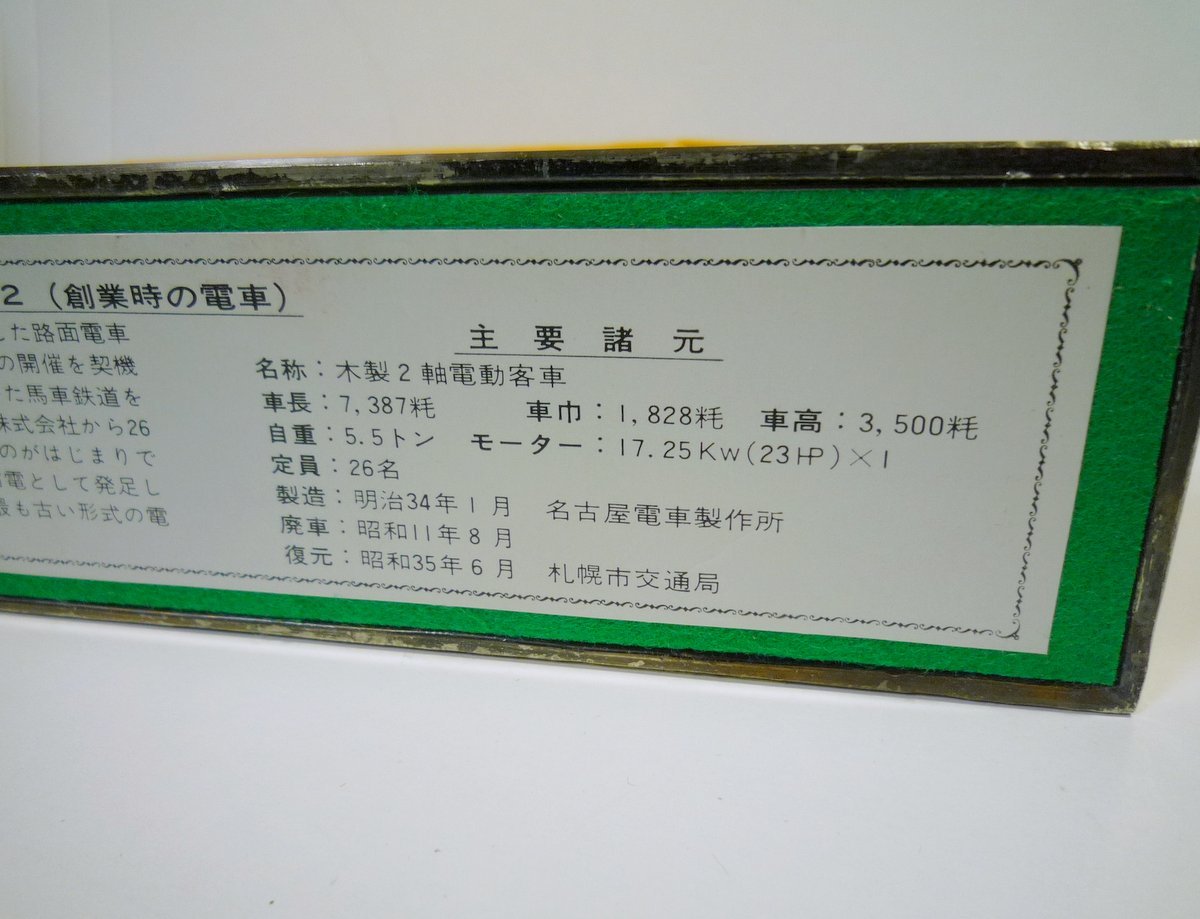 2（創業時の電車）
した路面電車
の開催を契機
た馬車鉄道を
株式会社から26
のがはじまりで
電として発足し
最も古い形式の電
主要諸元
名称：木製2軸電動客車
車長：7,387粍 車巾：1,828粍 車高：3,500粍
自重：5.5トン モーター：17.25Kw(23HP)×1
定員：26名
製造：明治34年1月 名古屋電車製作所
廃車：昭和11年8月
復元：昭和35年6月 札幌市交通局